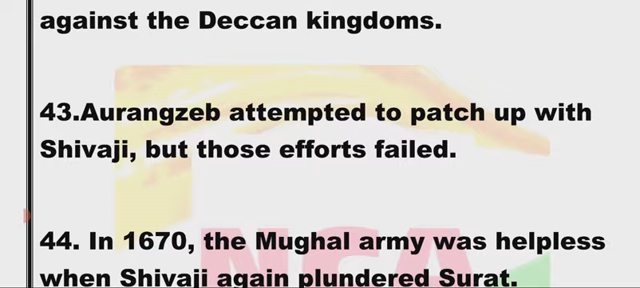 against the Deccan kingdoms.
43.Aurangzeb attempted to patch up with
Shivaji, but those efforts failed.
44. In 1670, the Mughal army was helpless
when Shivaji again plundered Surat.
NCA